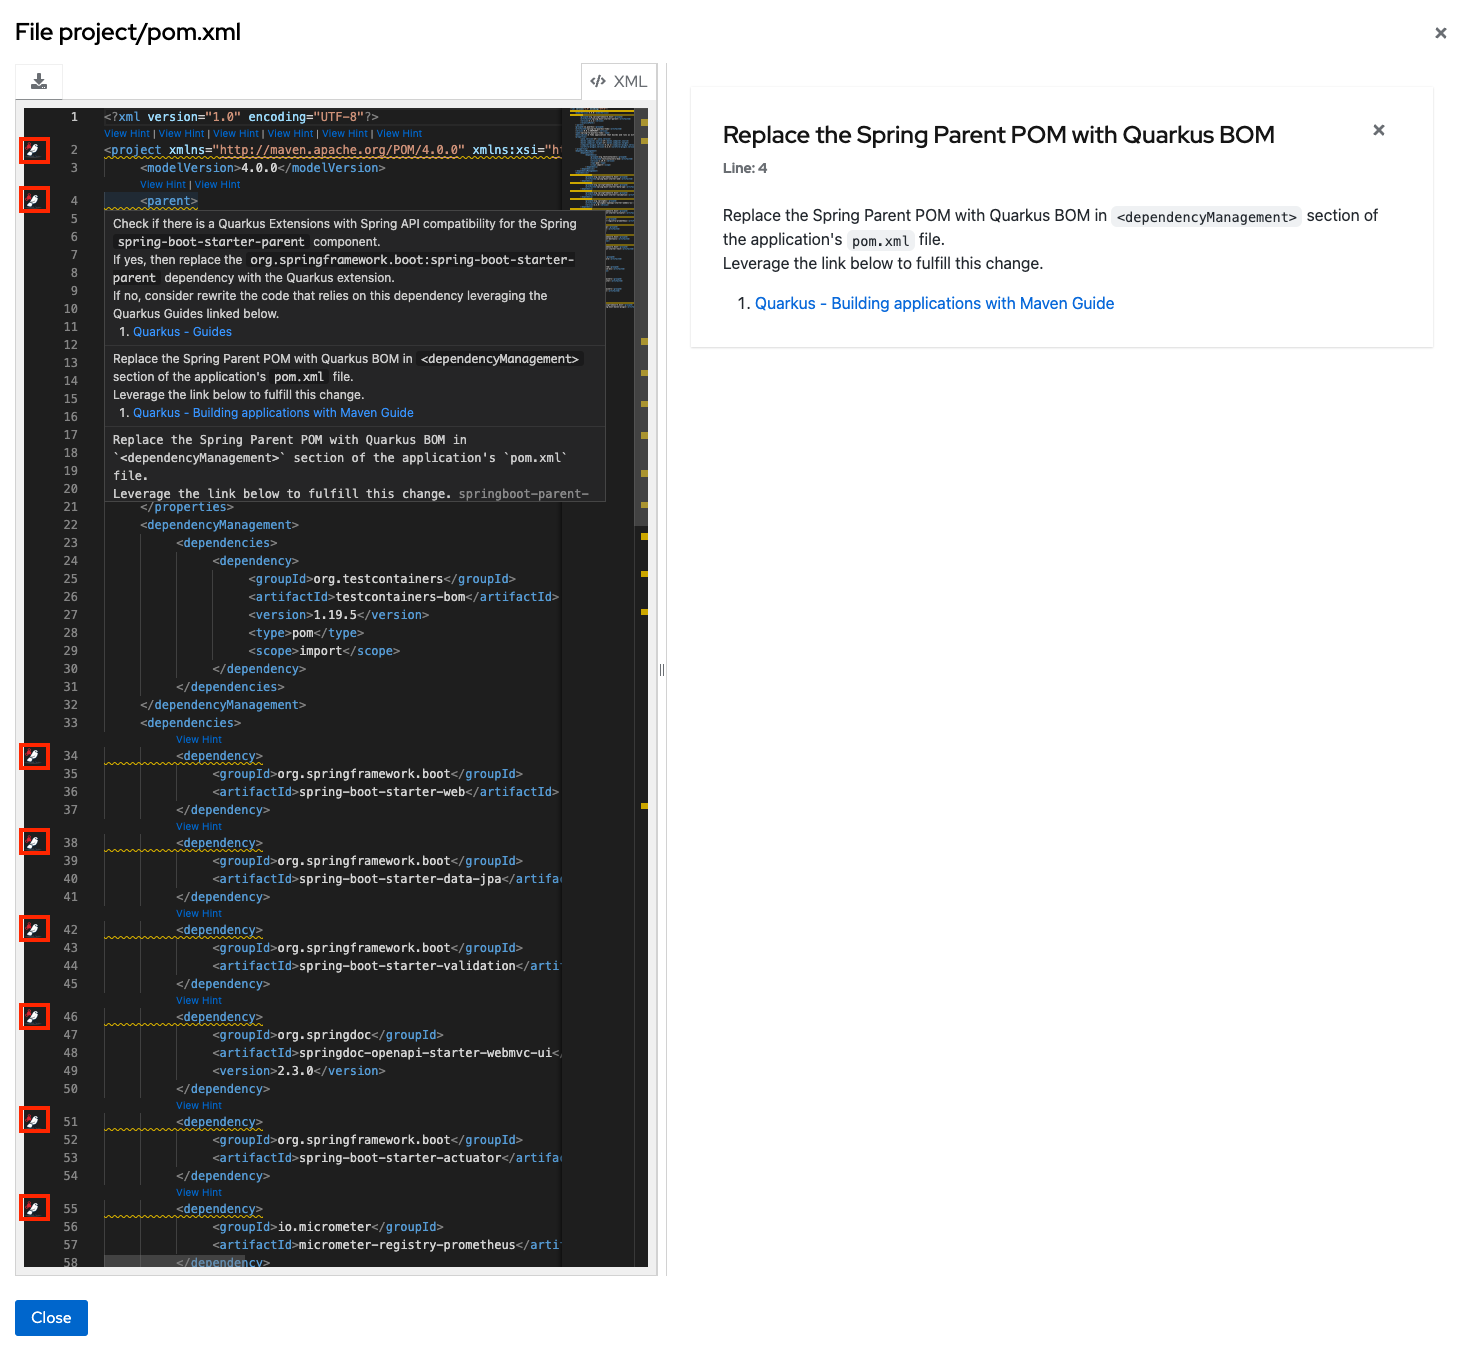 File project/pom.xml
XML
1 <?xml version="1.0" encoding="UTF-8"?>
View Hint | View Hint | View Hint | View Hint | View Hint | View Hint
2 <project xmlns="http://maven.apache.org/POM/4.0.0" xmlns:xsi="ht
3 <modelVersion>4.0.0</modelVersion>
View Hint | View Hint
4 <parent>
5
6
7
8
9
10
11
12
13
14
15
16
17
18
19
20
Check if there is a Quarkus Extensions with Spring API compatibility for the Spring
spring-boot-starter-parent component.
If yes, then replace the org.springframework.boot:spring-boot-starter-
parent dependency with the Quarkus extension.
If no, consider rewrite the code that relies on this dependency leveraging the
Quarkus Guides linked below.
1. Quarkus - Guides
Replace the Spring Parent POM with Quarkus BOM in <dependencyManagement>
section of the application's pom.xml file.
Leverage the link below to fulfill this change.
1. Quarkus - Building applications with Maven Guide
Replace the Spring Parent POM with Quarkus BOM in
`<dependencyManagement>` section of the application's `pom.xml`
file.
Leverage the link below to fulfill this change. springboot-parent-
21 </properties>
22 <dependencyManagement>
23 <dependencies>
24 <dependency>
25 <groupId>org.testcontainers</groupId>
26 <artifactId>testcontainers-bom</artifactId>
27 <version>1.19.5</version>
28 <type>pom</type>
29 <scope>import</scope>
30 </dependency>
31 </dependencies>
32 </dependencyManagement>
33 <dependencies>
View Hint
34 <dependency>
35 <groupId>org.springframework.boot</groupId>
36 <artifactId>spring-boot-starter-web</artifactId>
37 </dependency>
View Hint
38 <dependency>
39 <groupId>org.springframework.boot</groupId>
40 <artifactId>spring-boot-starter-data-jpa</artifac
41 </dependency>
View Hint
42 <dependency>
43 <groupId>org.springframework.boot</groupId>
44 <artifactId>spring-boot-starter-validation</arti
45 </dependency>
View Hint
46 <dependency>
47 <groupId>org.springdoc</groupId>
48 <artifactId>springdoc-openapi-starter-webmvc-ui</
49 <version>2.3.0</version>
50 </dependency>
View Hint
51 <dependency>
52 <groupId>org.springframework.boot</groupId>
53 <artifactId>spring-boot-starter-actuator</artifac
54 </dependency>
View Hint
55 <dependency>
56 <groupId>io.micrometer</groupId>
57 <artifactId>micrometer-registry-prometheus</arti
58 </dependency>
Replace the Spring Parent POM with Quarkus BOM
Line: 4
Replace the Spring Parent POM with Quarkus BOM in <dependencyManagement> section of
the application's pom.xml file.
Leverage the link below to fulfill this change.
1. Quarkus - Building applications with Maven Guide
Close